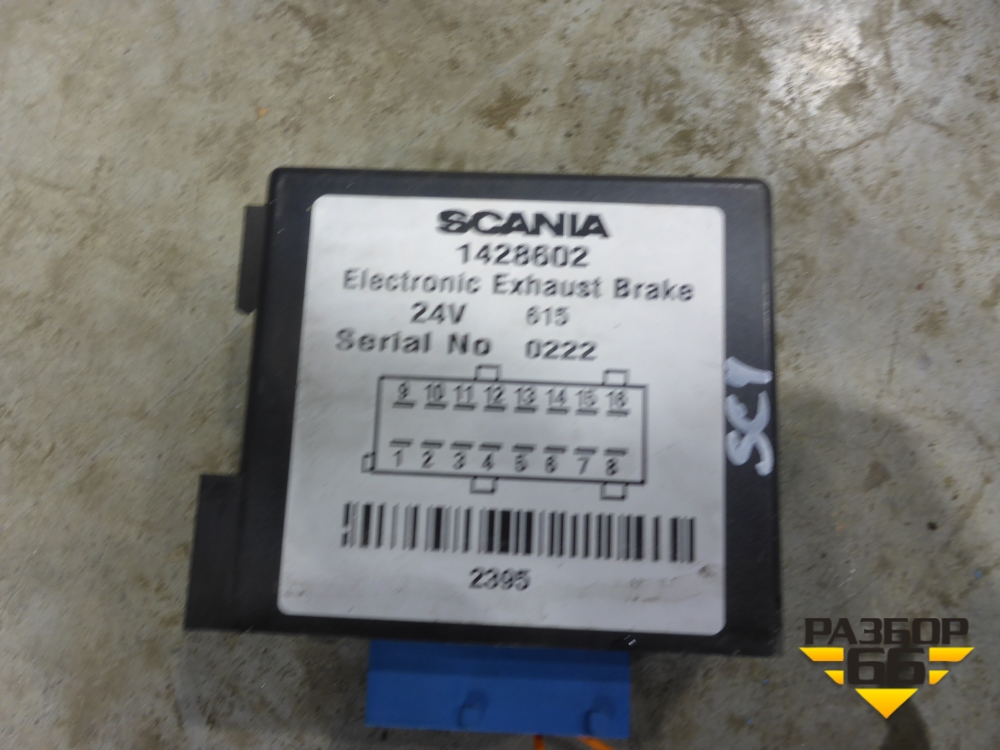 SCANIA
1428602
Electronic Exhaust Brake
24V 615
Serial No 0222
9 10 11 12 13 14 15 16
1 2 3 4 5 6 7 8
2395
SC1
РАЗБОР
66